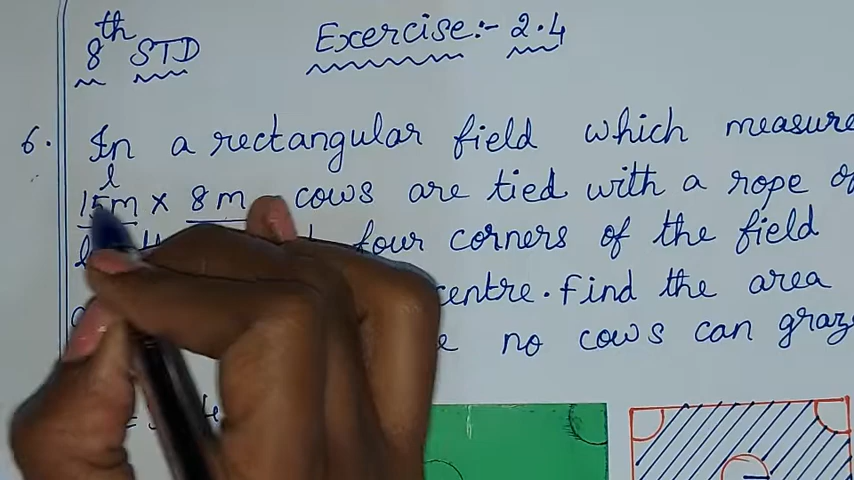 8th STD Exercise:- 2.4
6. In a rectangular field which measure
l
15m × 8m cows are tied with a rope of
four corners of the field
centre. Find the area
no cows can graze